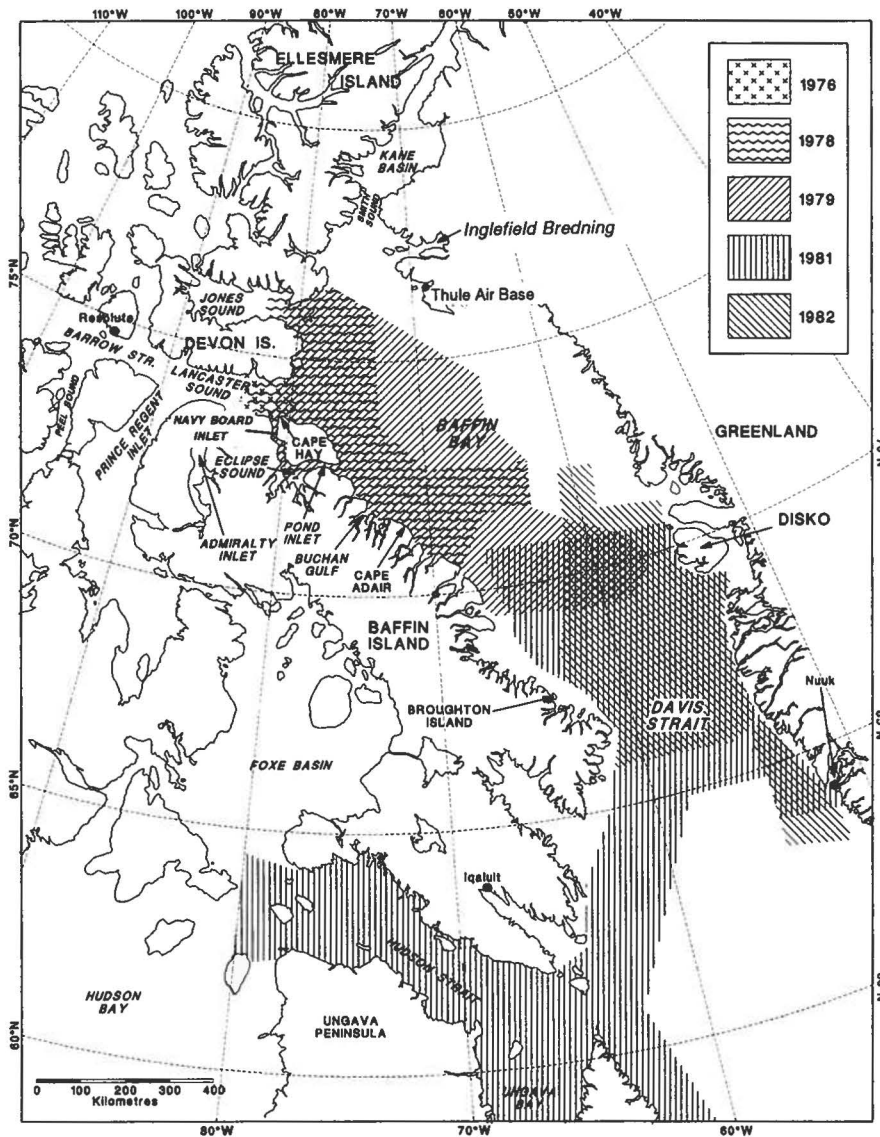 110°W 100°W 90°W 80°W 70°W 60°W 50°W 40°W
ELLESMERE
ISLAND
KANE
BASIN
SMITH
SOUND
Inglefield Bredning
Thule Air Base
1976
1978
1979
1981
1982
75°N
Resolute
JONES
SOUND
DEVON IS.
BARROW STR.
LANCASTER
SOUND
PEEL SOUND
PRINCE REGENT
INLET
NAVY BOARD
INLET
CAPE
HAY
ECLIPSE
SOUND
BAFFIN
BAY
GREENLAND
DISKO
70°N
ADMIRALTY
INLET
POND
INLET
BUCHAN
GULF
CAPE
ADAIR
BAFFIN
ISLAND
BROUGHTON
ISLAND
DAVIS
STRAIT
Nuuk
FOXE BASIN
65°N
Iqaluit
HUDSON STRAIT
HUDSON
BAY
UNGAVA
PENINSULA
UNGAVA
BAY
60°N
0 100 200 300 400
Kilometres
80°W 70°W 60°W